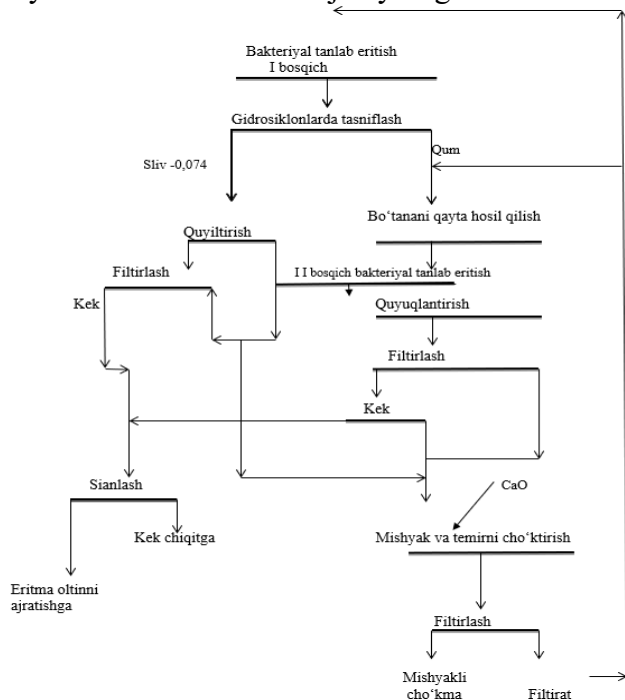 Bakteriyal tanlab eritish
I bosqich
Gidrosiklonlarda tasniflash
Qum
Sliv -0,074
Bo‘tanani qayta hosil qilish
Quyiltirish
Filtirlash
I I bosqich bakteriyal tanlab eritish
Kek
Quyuqlantirish
Filtirlash
Kek
Sianlash
CaO
Kek chiqitga
Mishyak va temirni cho‘ktirish
Eritma oltinni
ajratishga
Filtirlash
Mishyakli
cho‘kma
Filtirat